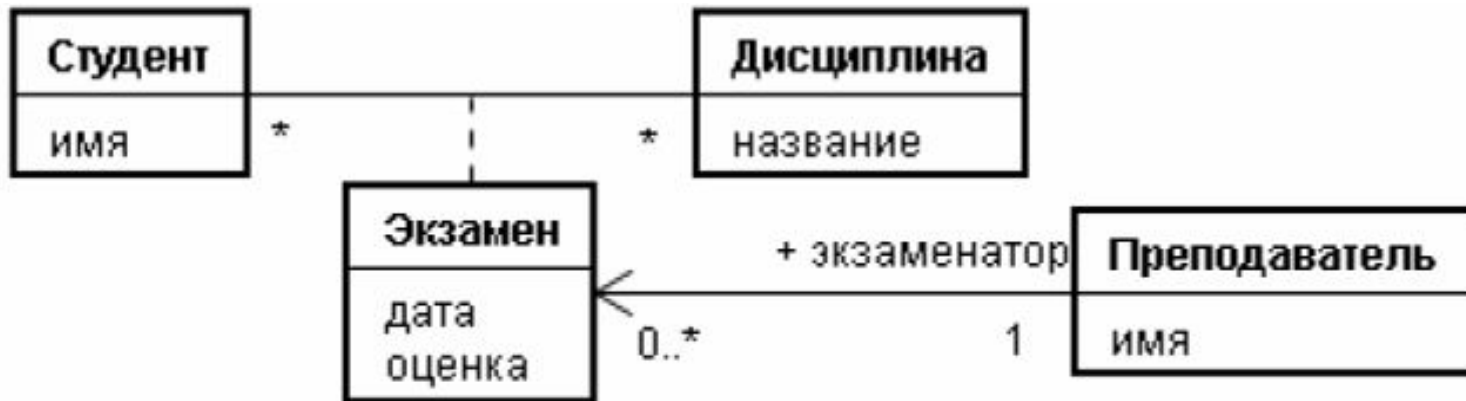 Студент
имя
*
*
Дисциплина
название
Экзамен
дата
оценка
+ экзаменатор
0..*
1
Преподаватель
имя